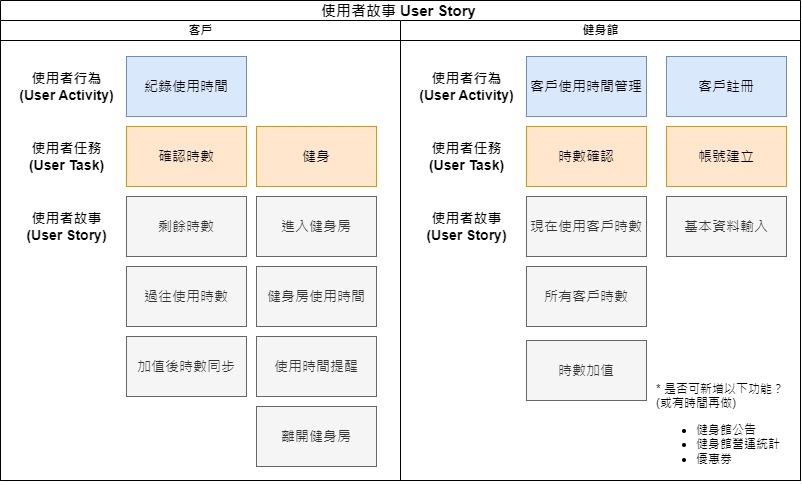 使用者故事 User Story
客戶
使用者行為
(User Activity)
紀錄使用時間
使用者任務
(User Task)
確認時數
健身
使用者故事
(User Story)
剩餘時數
進入健身房
過往使用時數
健身房使用時間
加值後時數同步
使用時間提醒
離開健身房
健身館
使用者行為
(User Activity)
客戶使用時間管理
客戶註冊
使用者任務
(User Task)
時數確認
帳號建立
使用者故事
(User Story)
現在使用客戶時數
基本資料輸入
所有客戶時數
時數加值
* 是否可新增以下功能？
(或有時間再做)
• 健身館公告
• 健身館營運統計
• 優惠券